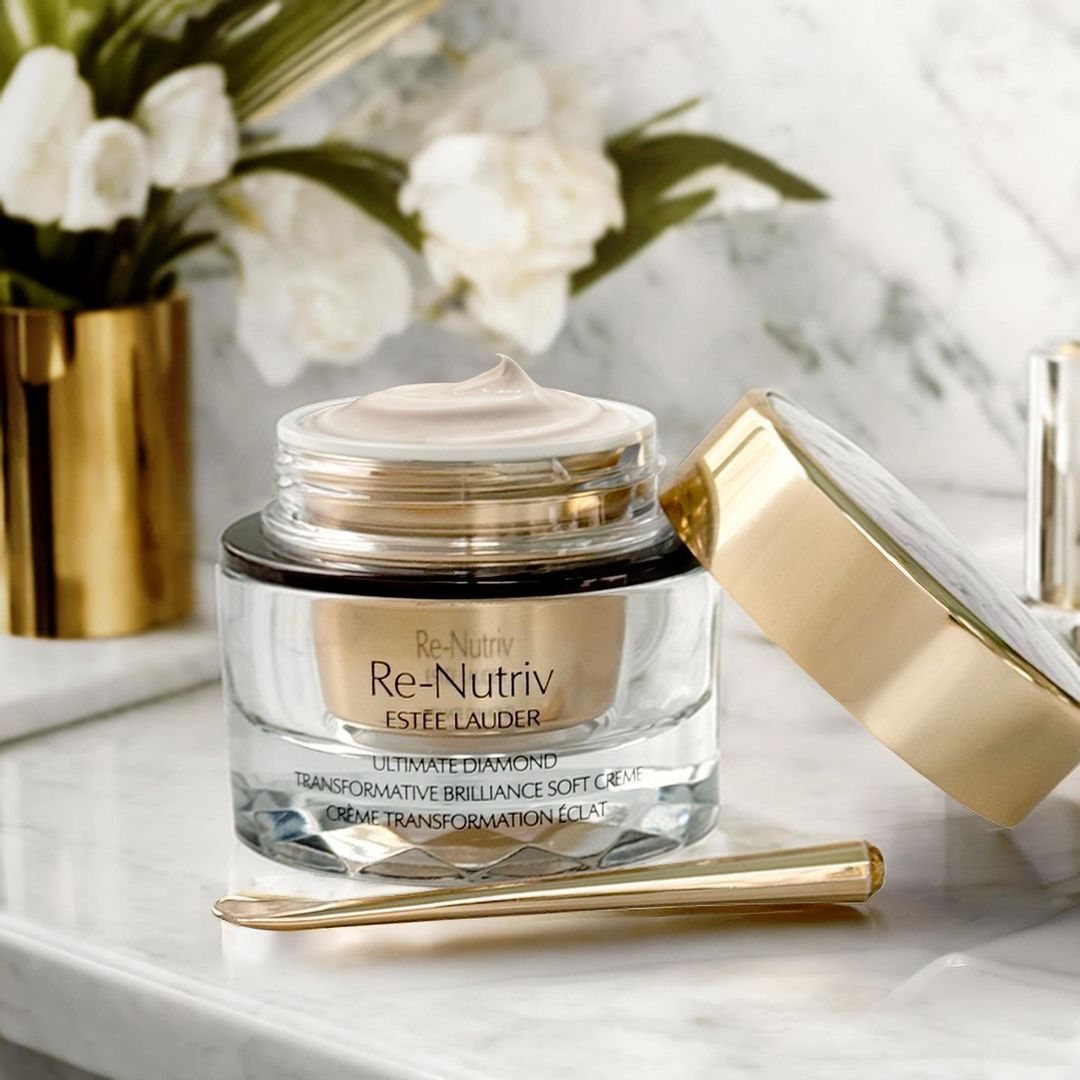 Re-Nutriv
Re-Nutriv
ESTĒE LAUDER
ULTIMATE DIAMOND
TRANSFORMATIVE BRILLIANCE SOFT CRÈME
CRÈME TRANSFORMATION ÉCLAT